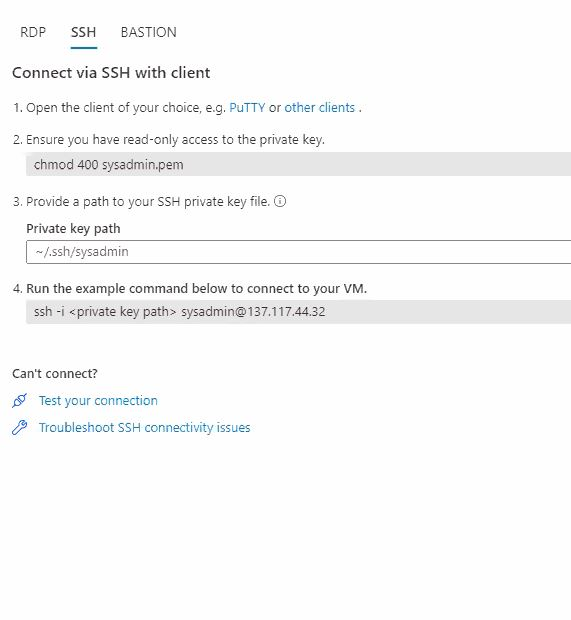 RDP SSH BASTION
Connect via SSH with client
1. Open the client of your choice, e.g. PuTTY or other clients .
2. Ensure you have read-only access to the private key.
chmod 400 sysadmin.pem
3. Provide a path to your SSH private key file.
Private key path
~/.ssh/sysadmin
4. Run the example command below to connect to your VM.
ssh -i <private key path> sysadmin@137.117.44.32
Can't connect?
Test your connection
Troubleshoot SSH connectivity issues